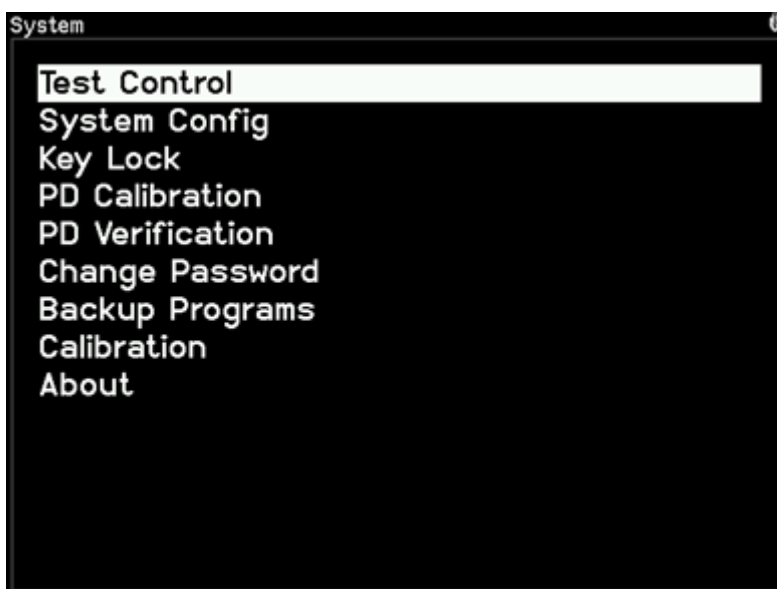 System
Test Control
System Config
Key Lock
PD Calibration
PD Verification
Change Password
Backup Programs
Calibration
About